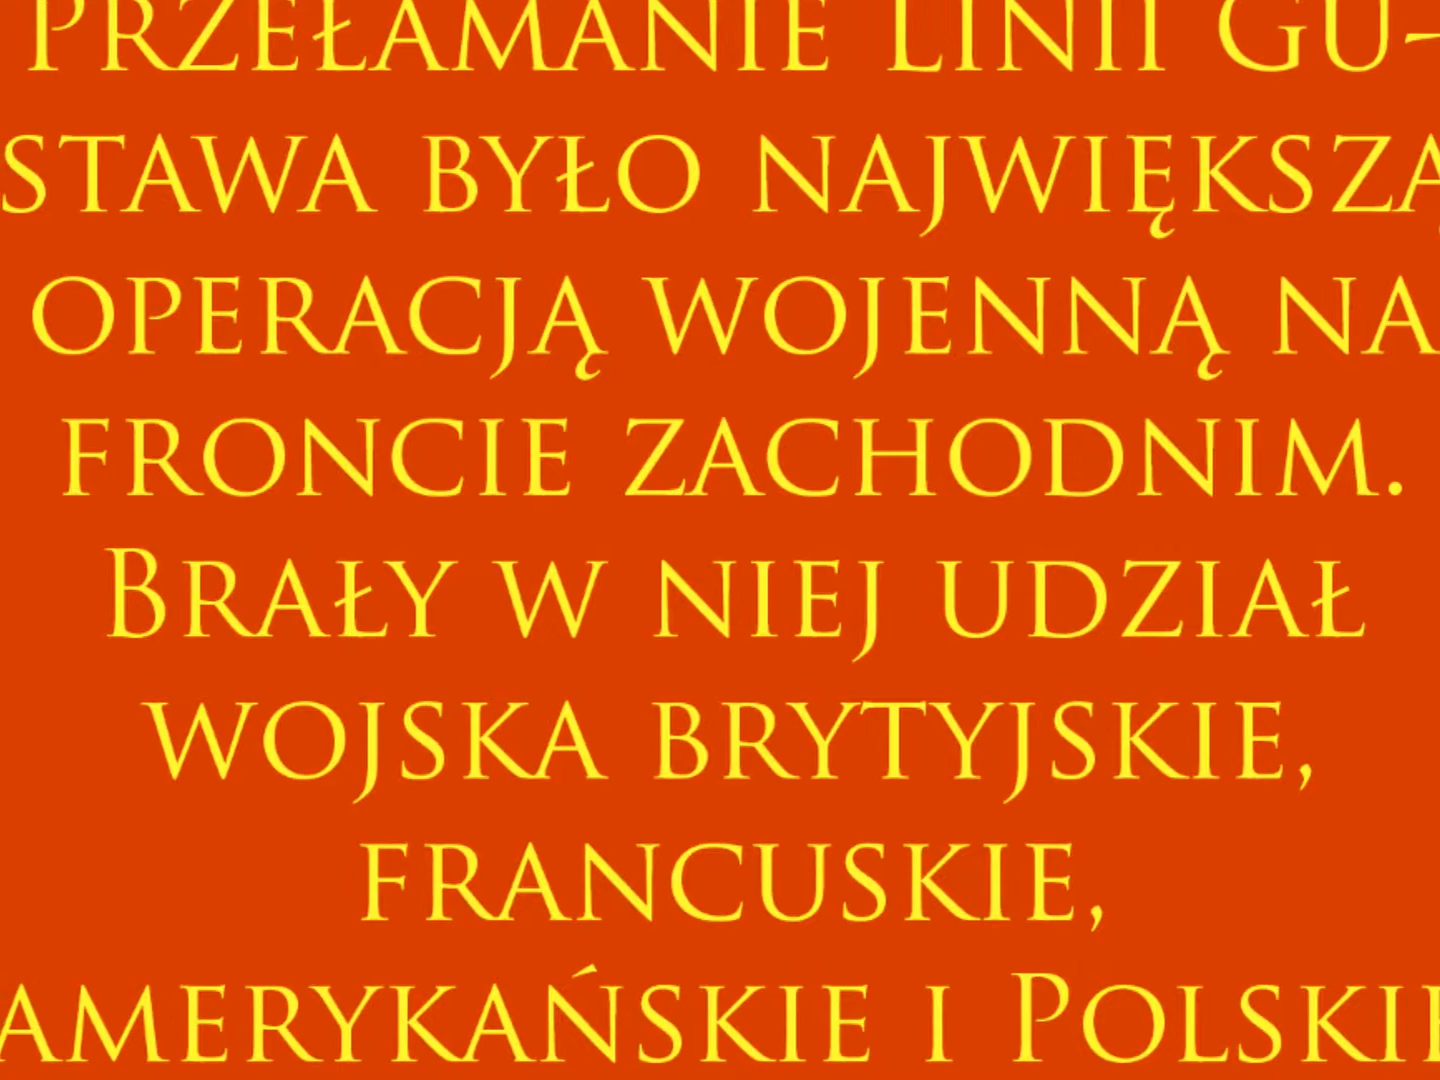 Przełamanie Linii Gu-
stawa było największą
operacją wojenną na
froncie zachodnim.
Brały w niej udział
wojska brytyjskie,
francuskie,
amerykańskie i Polskie